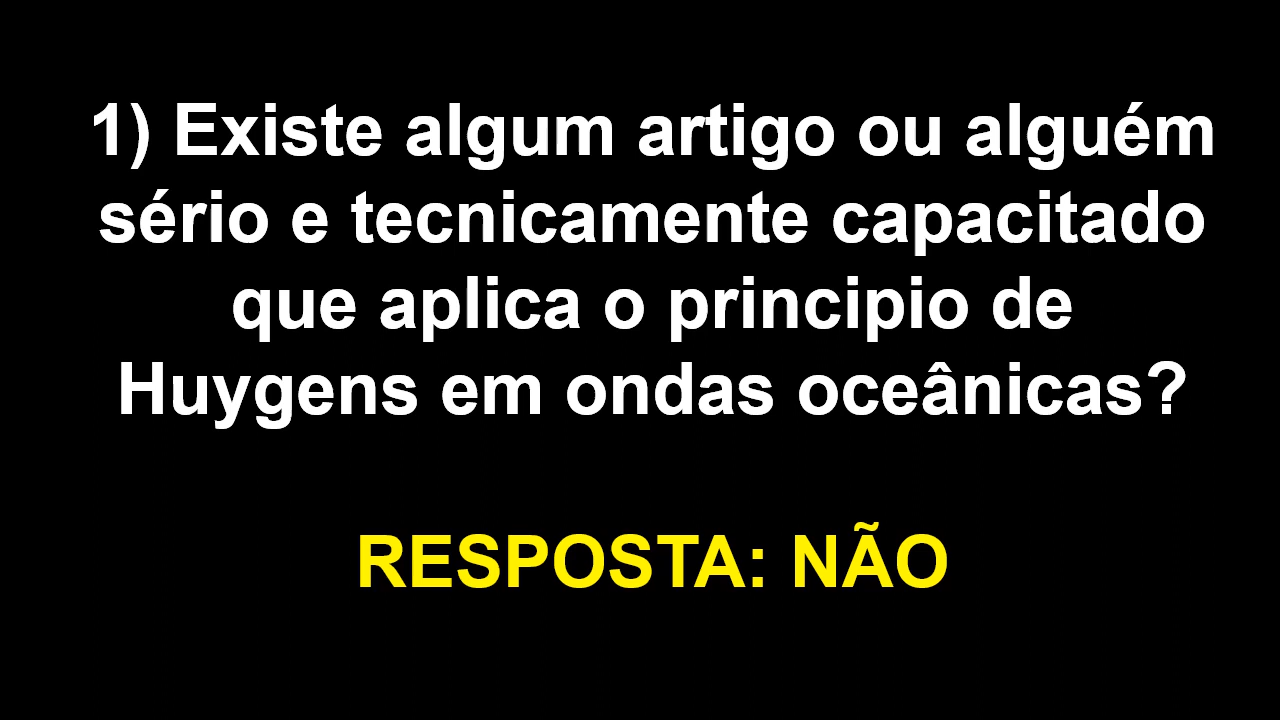 1) Existe algum artigo ou alguém
sério e tecnicamente capacitado
que aplica o principio de
Huygens em ondas oceânicas?
RESPOSTA: NÃO